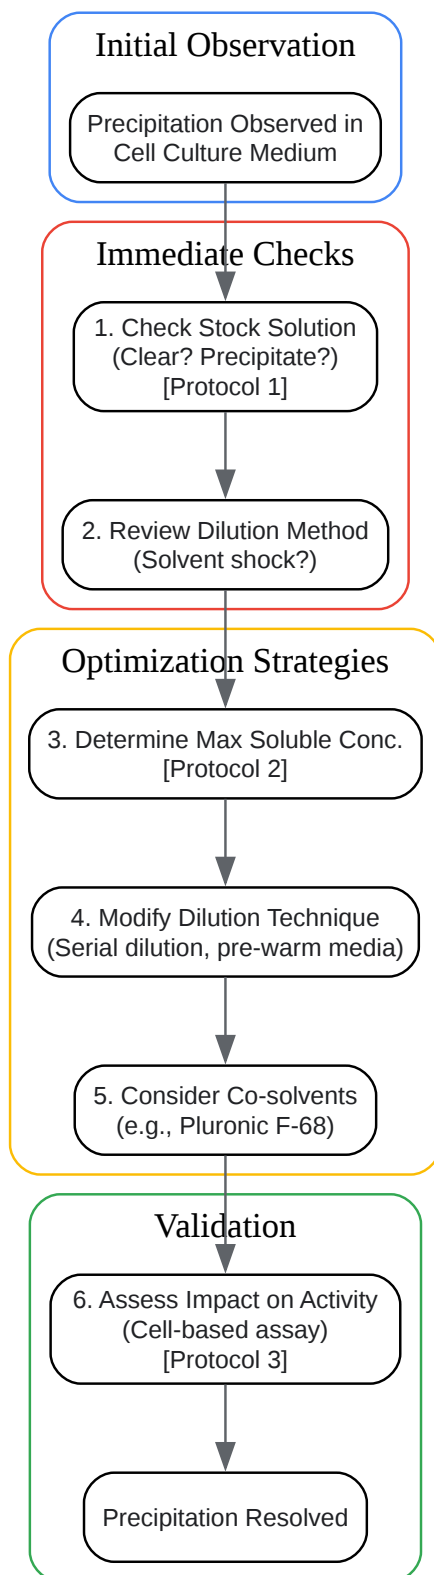 Initial Observation
Precipitation Observed in
Cell Culture Medium
Immediate Checks
1. Check Stock Solution
(Clear? Precipitate?)
[Protocol 1]
2. Review Dilution Method
(Solvent shock?)
Optimization Strategies
3. Determine Max Soluble Conc.
[Protocol 2]
4. Modify Dilution Technique
(Serial dilution, pre-warm media)
5. Consider Co-solvents
(e.g., Pluronic F-68)
Validation
6. Assess Impact on Activity
(Cell-based assay)
[Protocol 3]
Precipitation Resolved